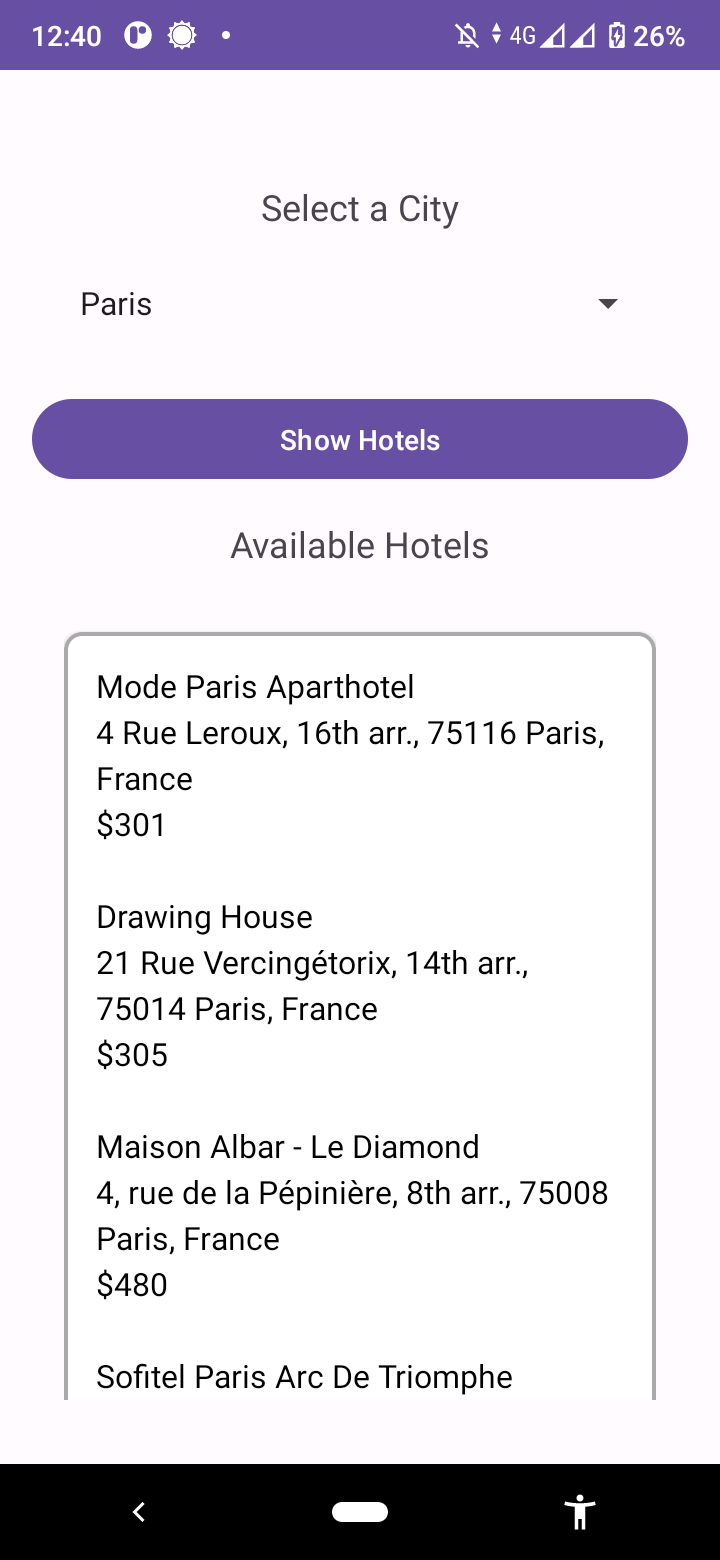 12:40
4G
26%
Select a City
Paris
Show Hotels
Available Hotels
Mode Paris Aparthotel
4 Rue Leroux, 16th arr., 75116 Paris,
France
$301
Drawing House
21 Rue Vercingétorix, 14th arr.,
75014 Paris, France
$305
Maison Albar - Le Diamond
4, rue de la Pépinière, 8th arr., 75008
Paris, France
$480
Sofitel Paris Arc De Triomphe